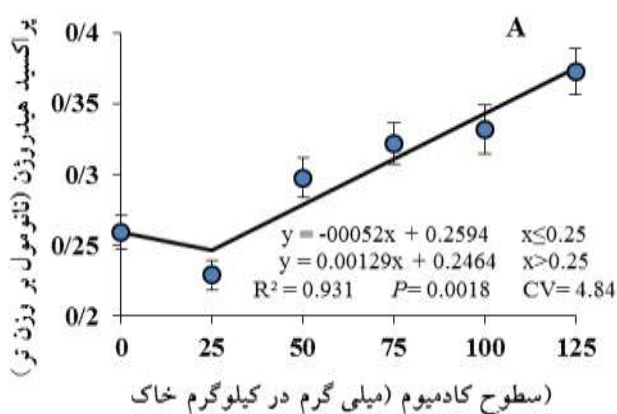 A
پراکسید هیدروژن (نانومول بر وزن تر)
0/4
0/35
0/3
0/25
0/2
y = -00052x + 0.2594 x≤0.25
y = 0.00129x + 0.2464 x>0.25
R² = 0.931 P= 0.0018 CV= 4.84
0 25 50 75 100 125
سطوح کادمیوم (میلی گرم در کیلوگرم خاک)